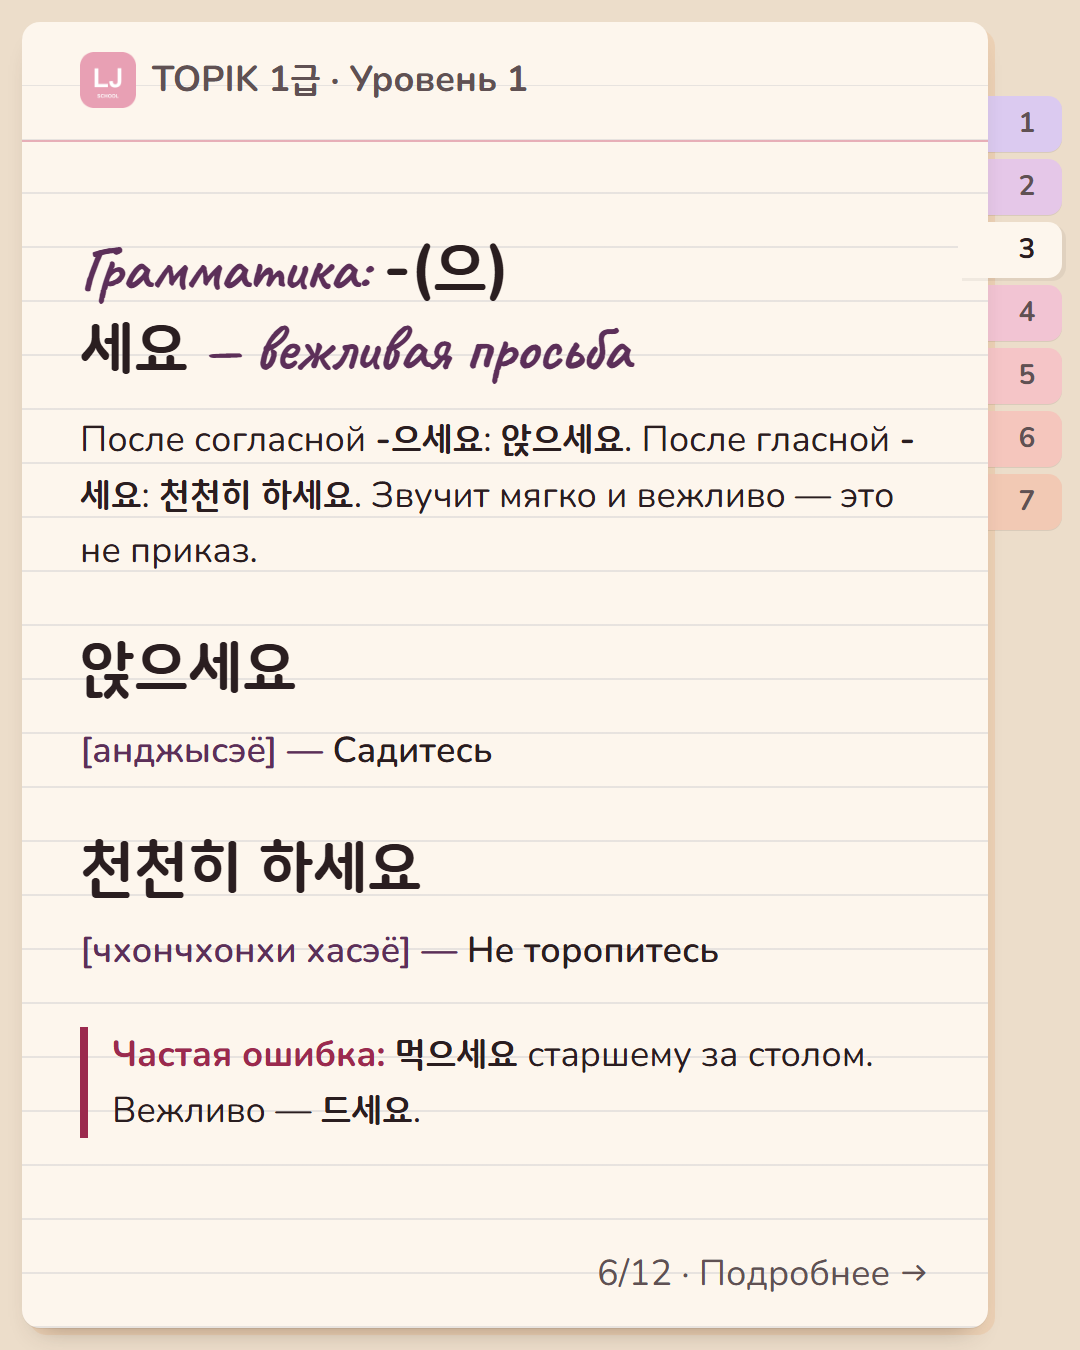 LJ
SCHOOL
TOPIK 1급 · Уровень 1
1
2
3
4
5
6
7
Грамматика: -(으)
세요 — вежливая просьба
После согласной -으세요: 앉으세요. После гласной -
세요: 천천히 하세요. Звучит мягко и вежливо — это
не приказ.
앉으세요
[анджысэё] — Садитесь
천천히 하세요
[чхончхонхи хасэё] — Не торопитесь
Частая ошибка: 먹으세요 старшему за столом.
Вежливо — 드세요.
6/12 · Подробнее →